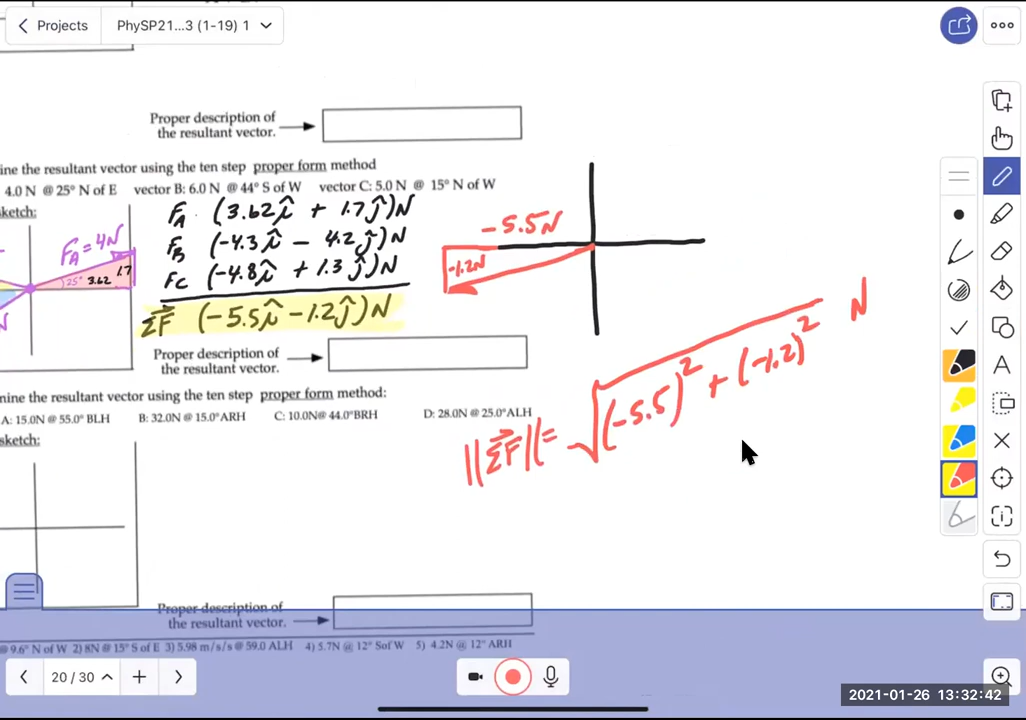 Projects
PhySP21...3 (1-19) 1
Proper description of
the resultant vector.
ine the resultant vector using the ten step proper form method
4.0 N @ 25° N of E vector B: 6.0 N @ 44° S of W vector C: 5.0 N @ 15° N of W
ketch:
F_A = 4N
25°
3.62
1.7
F_A (3.62î + 1.7ĵ)N
F_B (-4.3î - 4.2ĵ)N
Fc (-4.8î + 1.3ĵ)N
ΣF⃗ (-5.5î - 1.2ĵ)N
-5.5N
-1.2N
||ΣF⃗|| = √(-5.5)² + (-1.2)² N
Proper description of
the resultant vector.
nine the resultant vector using the ten step proper form method:
A: 15.0N @ 55.0° BLH B: 32.0N @ 15.0°ARH C: 10.0N@ 44.0°BRH D: 28.0N @ 25.0°ALH
sketch:
Proper description of
the resultant vector.
@ 9.6° N of W 2) 8N @ 15° S of E 3) 5.98 m/s/s @ 59.0 ALH 4) 5.7N @ 12° Sof W 5) 4.2N @ 12° ARH
20 / 30
2021-01-26 13:32:42